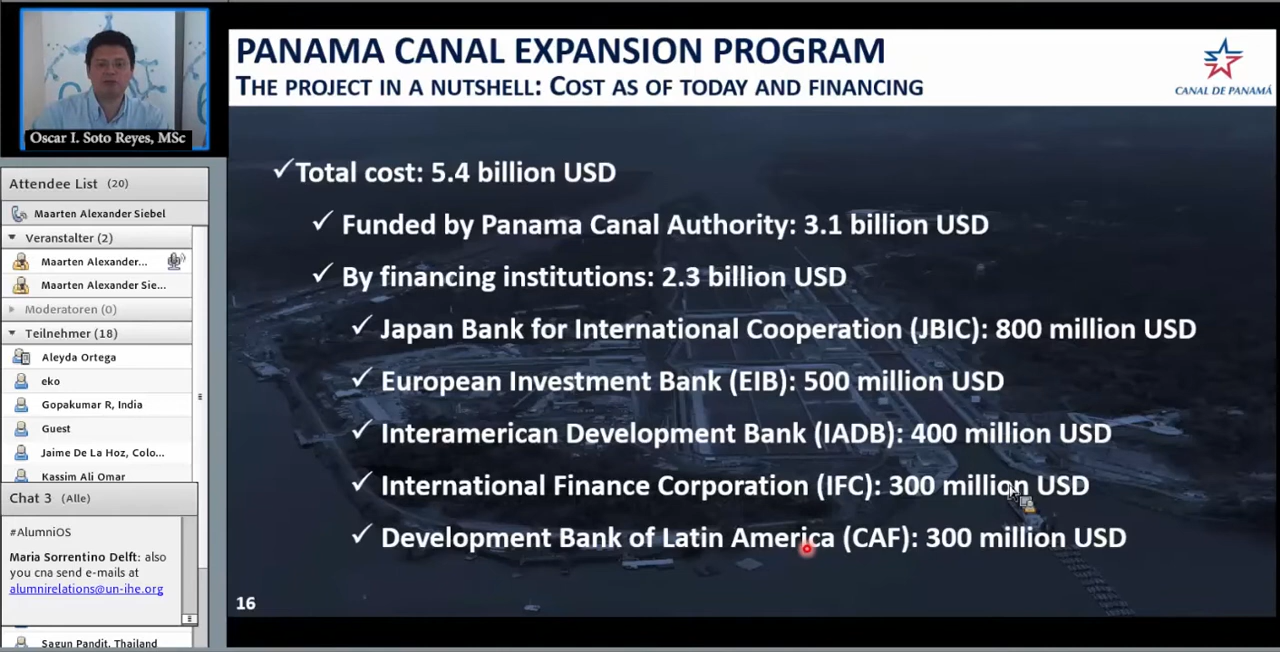 Oscar I. Soto Reyes, MSc
Attendee List (20)
Maarten Alexander Siebel
Veranstalter (2)
Maarten Alexander...
Maarten Alexander Sie...
Moderatoren (0)
Teilnehmer (18)
Aleyda Ortega
eko
Gopakumar R, India
Guest
Jaime De La Hoz, Colo...
Kassim Ali Omar
Chat 3 (Alle)
#AlumniOS
Maria Sorrentino Delft: also
you cna send e-mails at
alumnirelations@un-ihe.org
Sagun Pandit, Thailand
PANAMA CANAL EXPANSION PROGRAM
THE PROJECT IN A NUTSHELL: COST AS OF TODAY AND FINANCING
CANAL DE PANAMÁ
✓Total cost: 5.4 billion USD
✓ Funded by Panama Canal Authority: 3.1 billion USD
✓ By financing institutions: 2.3 billion USD
✓ Japan Bank for International Cooperation (JBIC): 800 million USD
✓ European Investment Bank (EIB): 500 million USD
✓ Interamerican Development Bank (IADB): 400 million USD
✓ International Finance Corporation (IFC): 300 million USD
✓ Development Bank of Latin America (CAF): 300 million USD
16